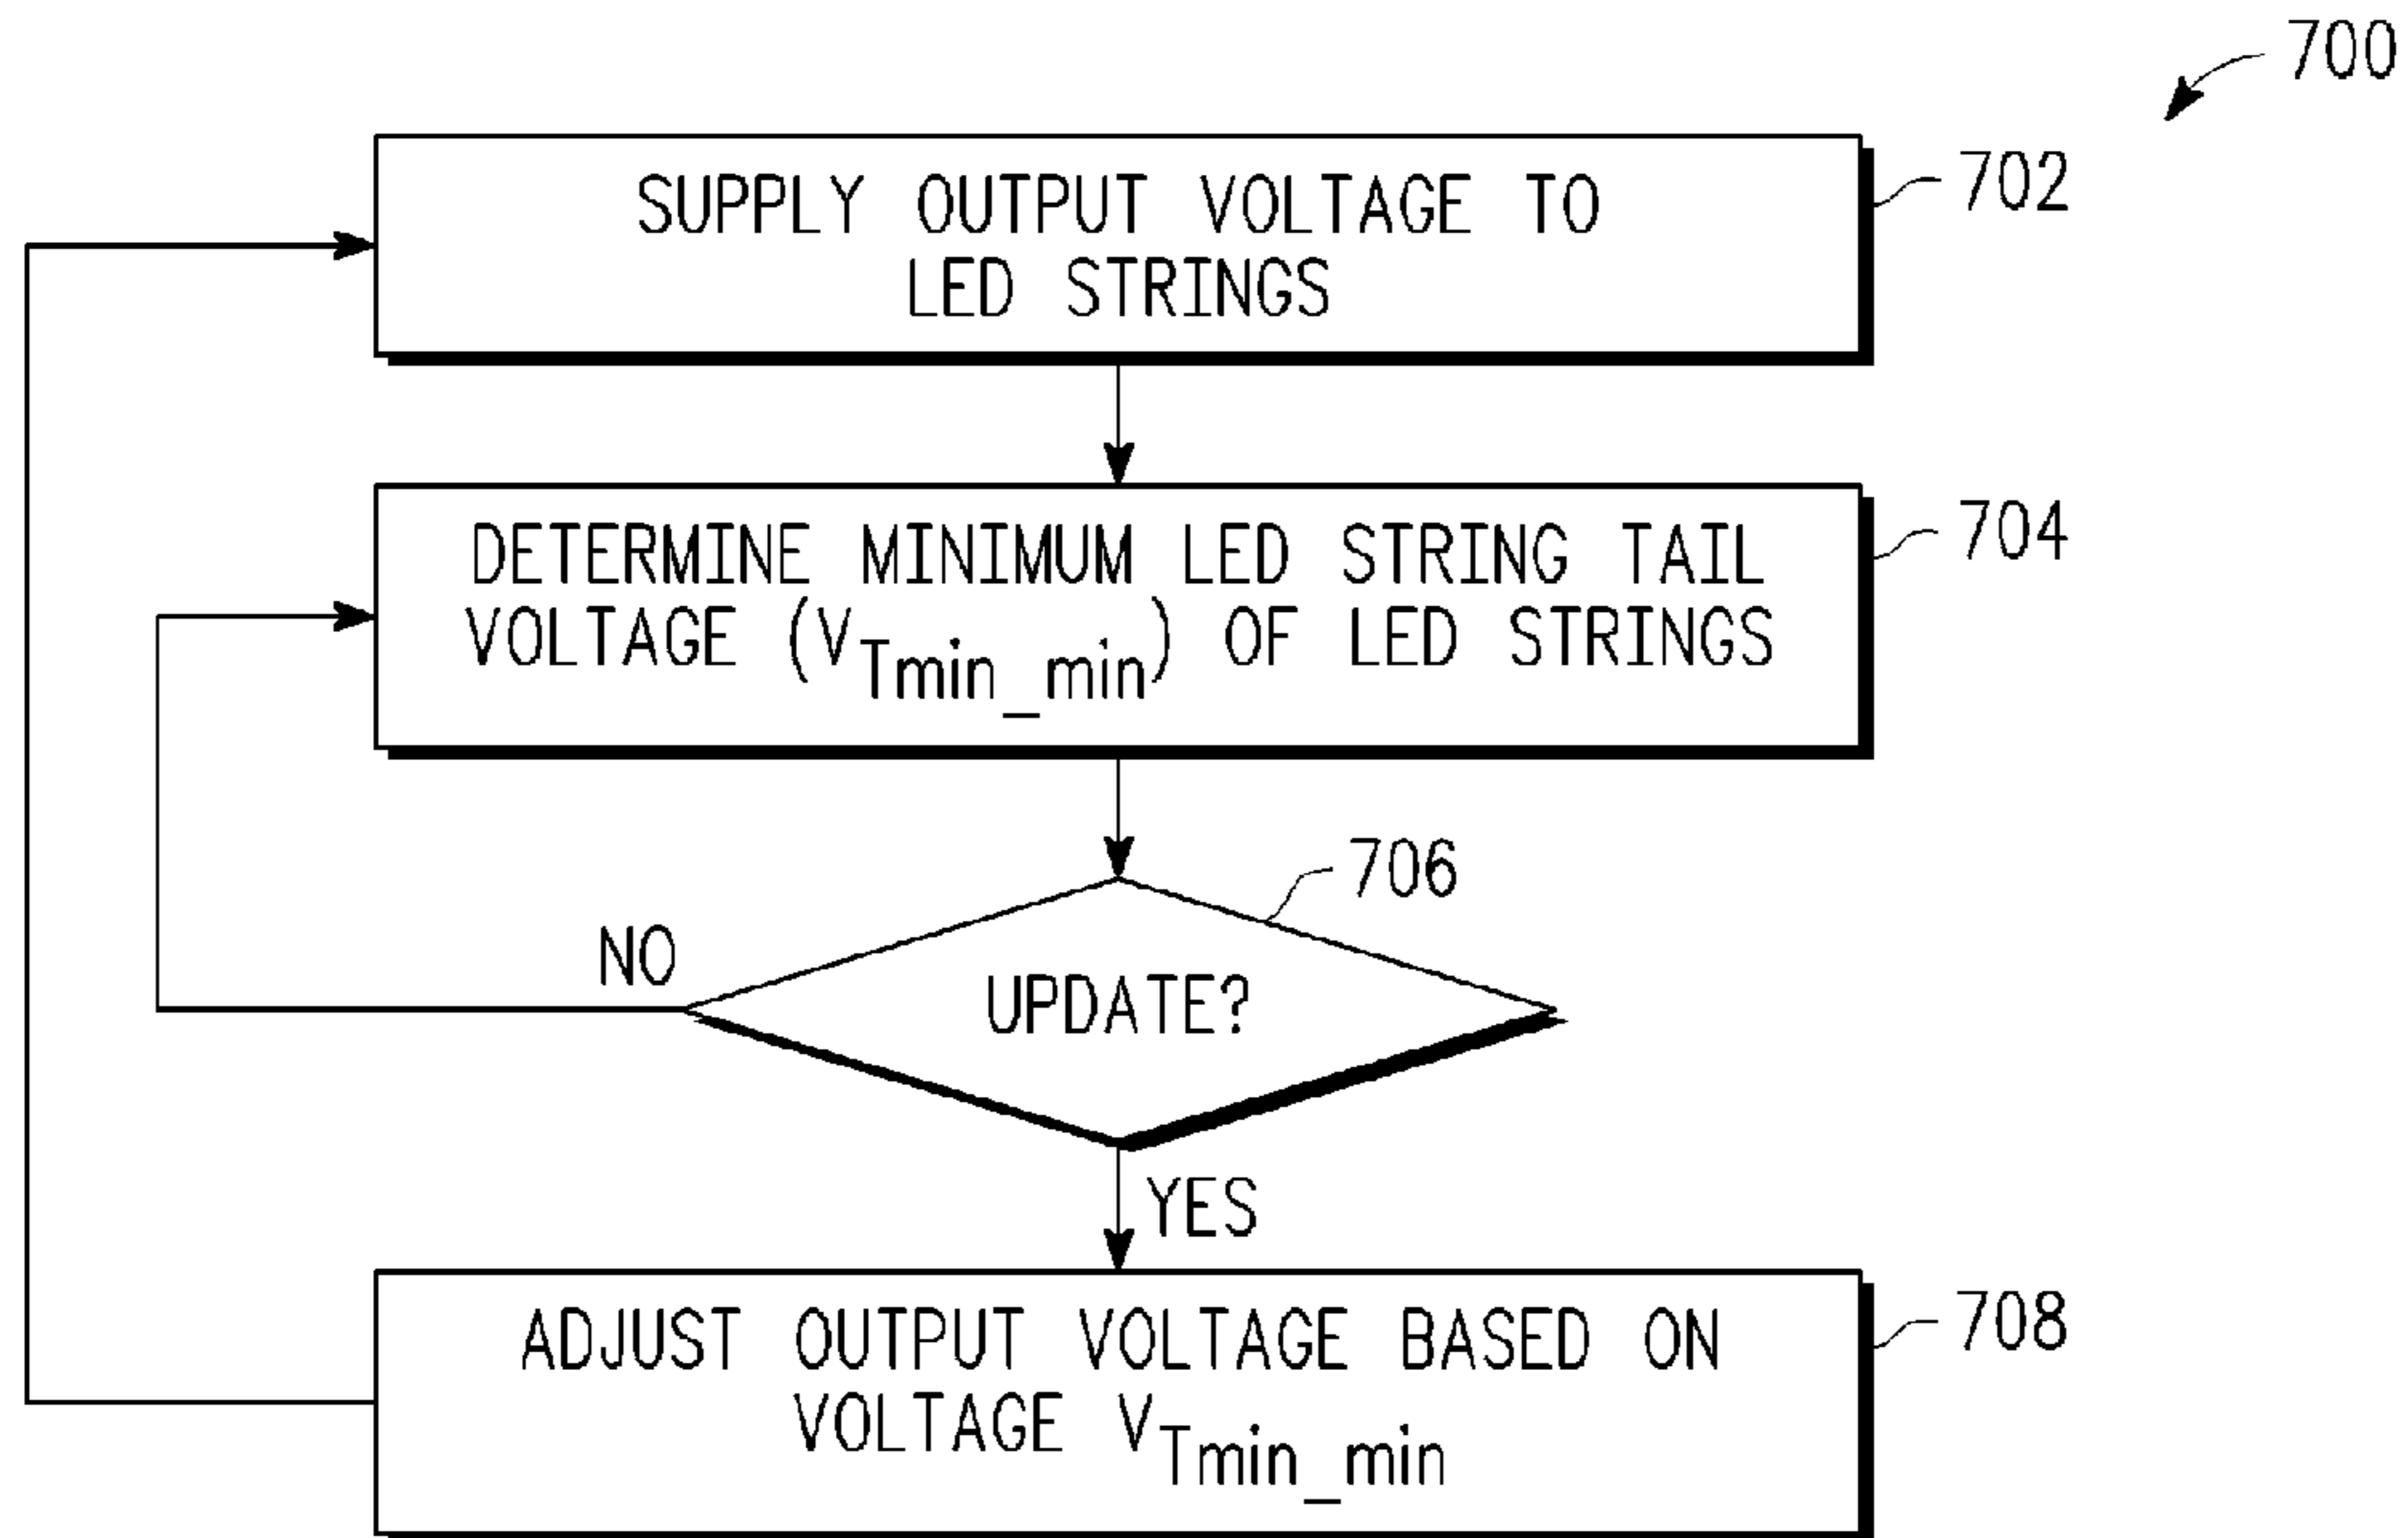 700
SUPPLY OUTPUT VOLTAGE TO
LED STRINGS
702
DETERMINE MINIMUM LED STRING TAIL
VOLTAGE (VTmin_min) OF LED STRINGS
704
706
NO
UPDATE?
YES
ADJUST OUTPUT VOLTAGE BASED ON
VOLTAGE VTmin_min
708